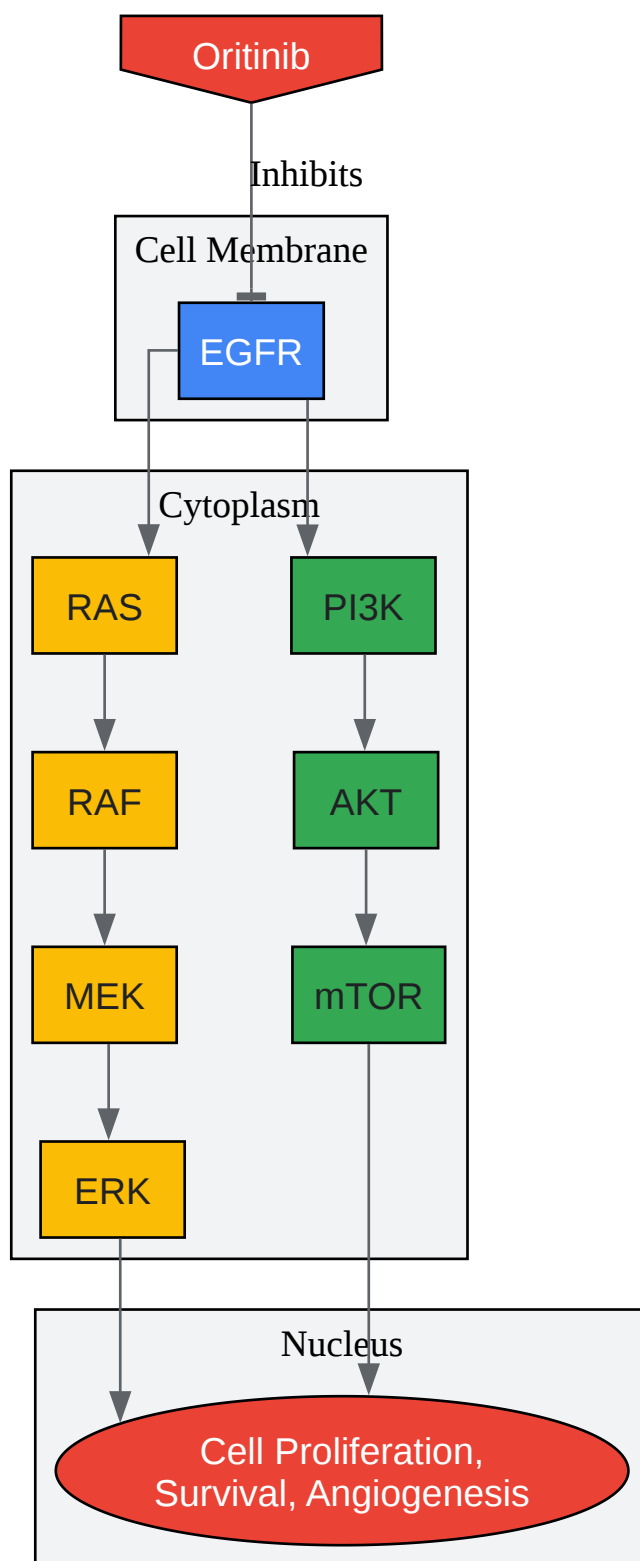 Oritinib
Inhibits
Cell Membrane
EGFR
Cytoplasm
RAS
PI3K
RAF
AKT
MEK
mTOR
ERK
Nucleus
Cell Proliferation,
Survival, Angiogenesis